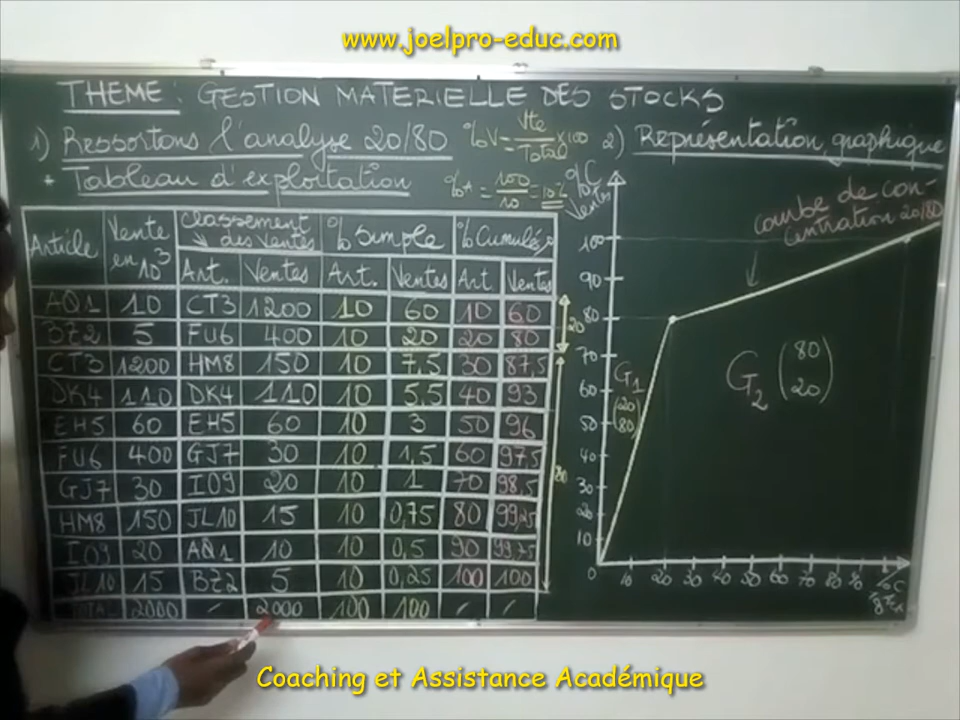 www.joelpro-educ.com
THEME: GESTION MATERIELLE DES STOCKS
1) Ressortons l'analyse 20/80
%V = Vte / Total x 100
2) Représentation graphique
+ Tableau d'exploitation
%A = 100 / 10 = 10%
Article | Vente en 10³ | Classement des Ventes | % Simple | % Cumulés
Art. | Ventes | Art. | Ventes | Art | Ventes
AQ1 | 10 | CT3 | 1200 | 10 | 60 | 10 | 60
BZ2 | 5 | FU6 | 400 | 10 | 20 | 20 | 80
CT3 | 1200 | HM8 | 150 | 10 | 7,5 | 30 | 87,5
DK4 | 110 | DK4 | 110 | 10 | 5,5 | 40 | 93
EH5 | 60 | EH5 | 60 | 10 | 3 | 50 | 96
FU6 | 400 | GJ7 | 30 | 10 | 1,5 | 60 | 97,5
GJ7 | 30 | IO9 | 20 | 10 | 1 | 70 | 98,5
HM8 | 150 | JL10 | 15 | 10 | 0,75 | 80 | 99,25
IO9 | 20 | AQ1 | 10 | 10 | 0,5 | 90 | 99,75
JL10 | 15 | BZ2 | 5 | 10 | 0,25 | 100 | 100
TOTAL | 2000 | / | 2000 | 100 | 100 | / | /
20
80
%C
Ventes
courbe de con-
centration 20/80
100
90
80
70
60
50
40
30
20
10
0
G1
(20
80)
G2 (80
20)
10 20 30 40 50 60 70 80 %C
Coaching et Assistance Académique